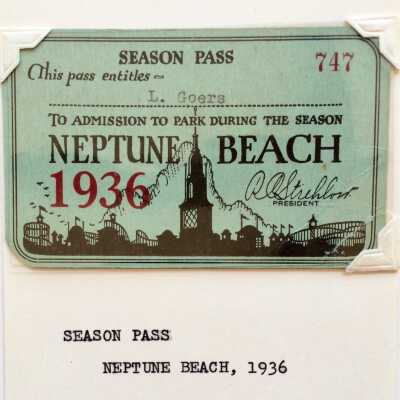 SEASON PASS 747
This pass entitles
L. Goers
TO ADMISSION TO PARK DURING THE SEASON
NEPTUNE BEACH
1936
R C Strehlow
PRESIDENT
SEASON PASS
NEPTUNE BEACH, 1936